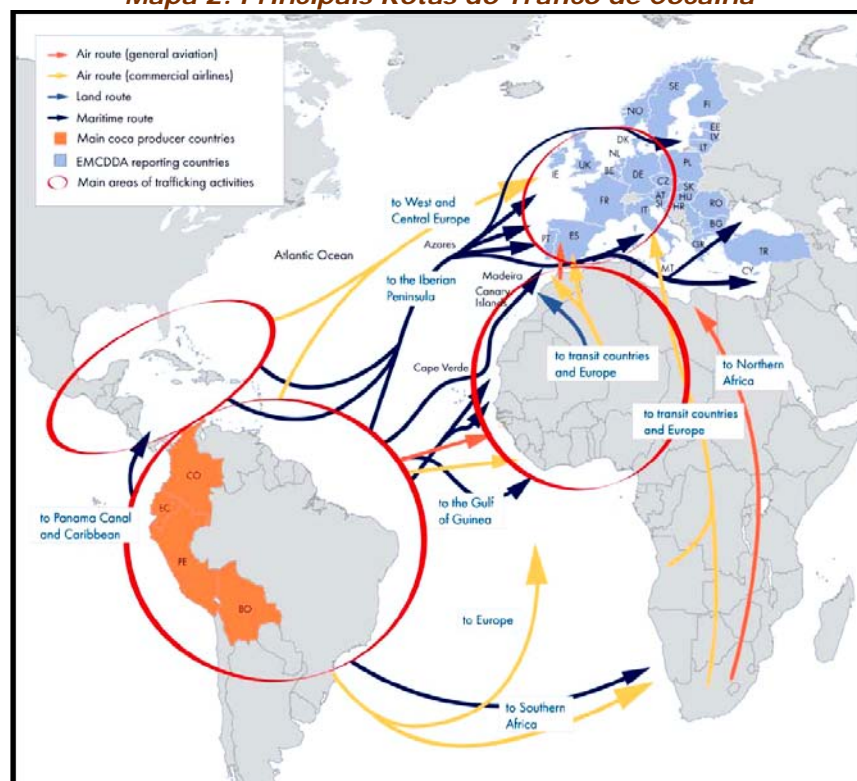 Mapa 2: Principais Rotas do Tráfico de Cocaína
Air route (general aviation)
Air route (commercial airlines)
Land route
Maritime route
Main coca producer countries
EMCDDA reporting countries
Main areas of trafficking activities
NO
SE
FI
EE
LV
LT
DK
IE
UK
NL
BE
DE
PL
CZ
SK
AT
HU
SI
HR
RO
FR
IT
BG
PT
ES
GR
TR
MT
CY
to West and
Central Europe
Atlantic Ocean
Azores
to the Iberian
Peninsula
Madeira
Canary
Islands
Cape Verde
to transit countries
and Europe
to Northern
Africa
to transit countries
and Europe
CO
EC
PE
BO
to Panama Canal
and Caribbean
to the Gulf
of Guinea
to Europe
to Southern
Africa